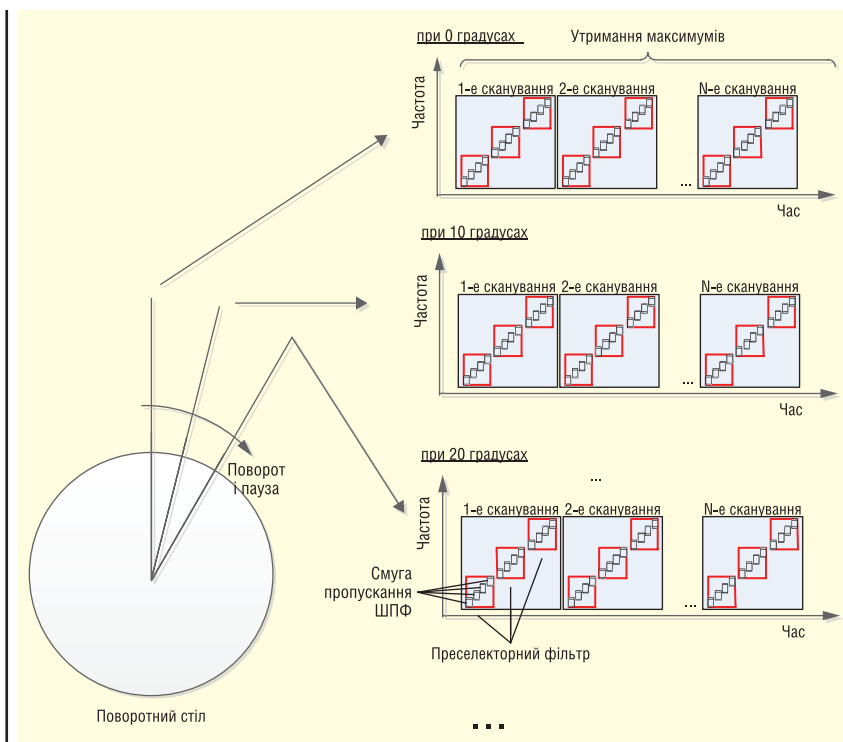 при 0 градусах
Утримання максимумів
Частота
1-е сканування 2-е сканування N-е сканування
...
Час
при 10 градусах
Частота
1-е сканування 2-е сканування N-е сканування
...
Час
Поворот
і пауза
при 20 градусах
...
Частота
1-е сканування 2-е сканування N-е сканування
...
Час
Смуга
пропускання
ШПФ
Преселекторний фільтр
Поворотний стіл
...